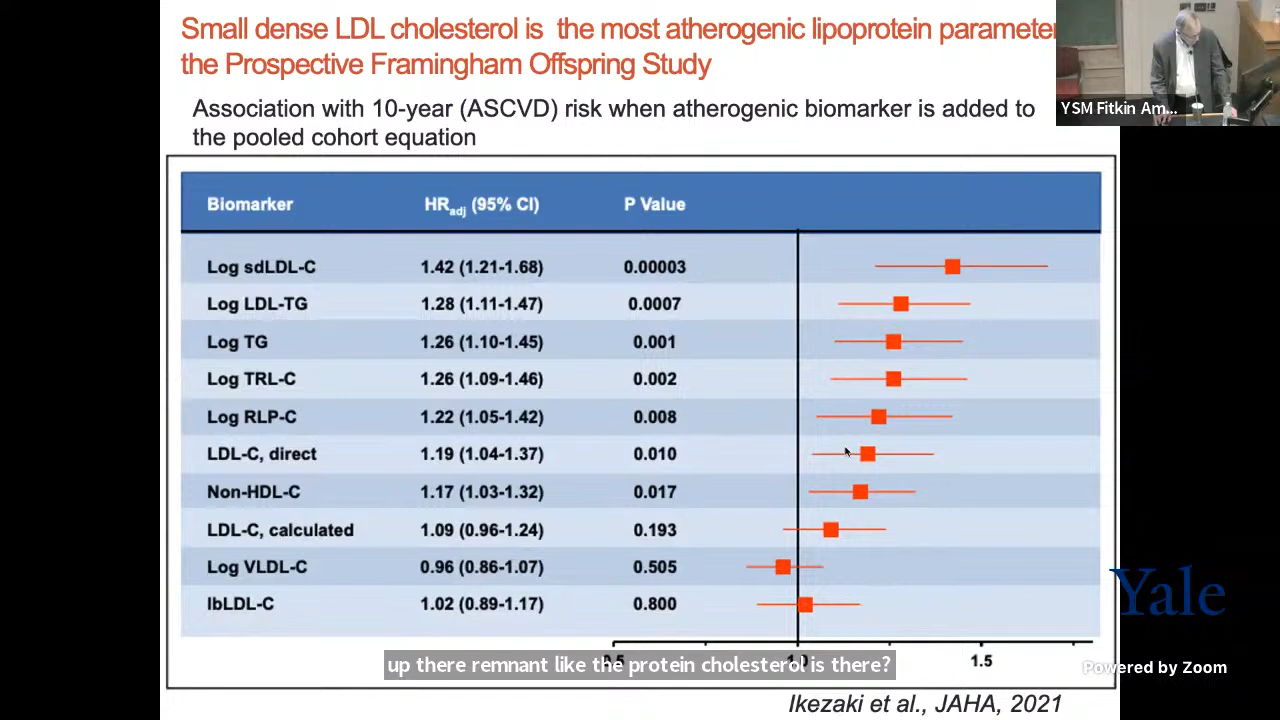 Small dense LDL cholesterol is the most atherogenic lipoprotein parameter
the Prospective Framingham Offspring Study
YSM Fitkin Am...
Association with 10-year (ASCVD) risk when atherogenic biomarker is added to
the pooled cohort equation
Biomarker HRadj (95% CI) P Value
Log sdLDL-C 1.42 (1.21-1.68) 0.00003
Log LDL-TG 1.28 (1.11-1.47) 0.0007
Log TG 1.26 (1.10-1.45) 0.001
Log TRL-C 1.26 (1.09-1.46) 0.002
Log RLP-C 1.22 (1.05-1.42) 0.008
LDL-C, direct 1.19 (1.04-1.37) 0.010
Non-HDL-C 1.17 (1.03-1.32) 0.017
LDL-C, calculated 1.09 (0.96-1.24) 0.193
Log VLDL-C 0.96 (0.86-1.07) 0.505
lbLDL-C 1.02 (0.89-1.17) 0.800
0.5 1.0 1.5
up there remnant like the protein cholesterol is there?
Yale
Powered by Zoom
Ikezaki et al., JAHA, 2021